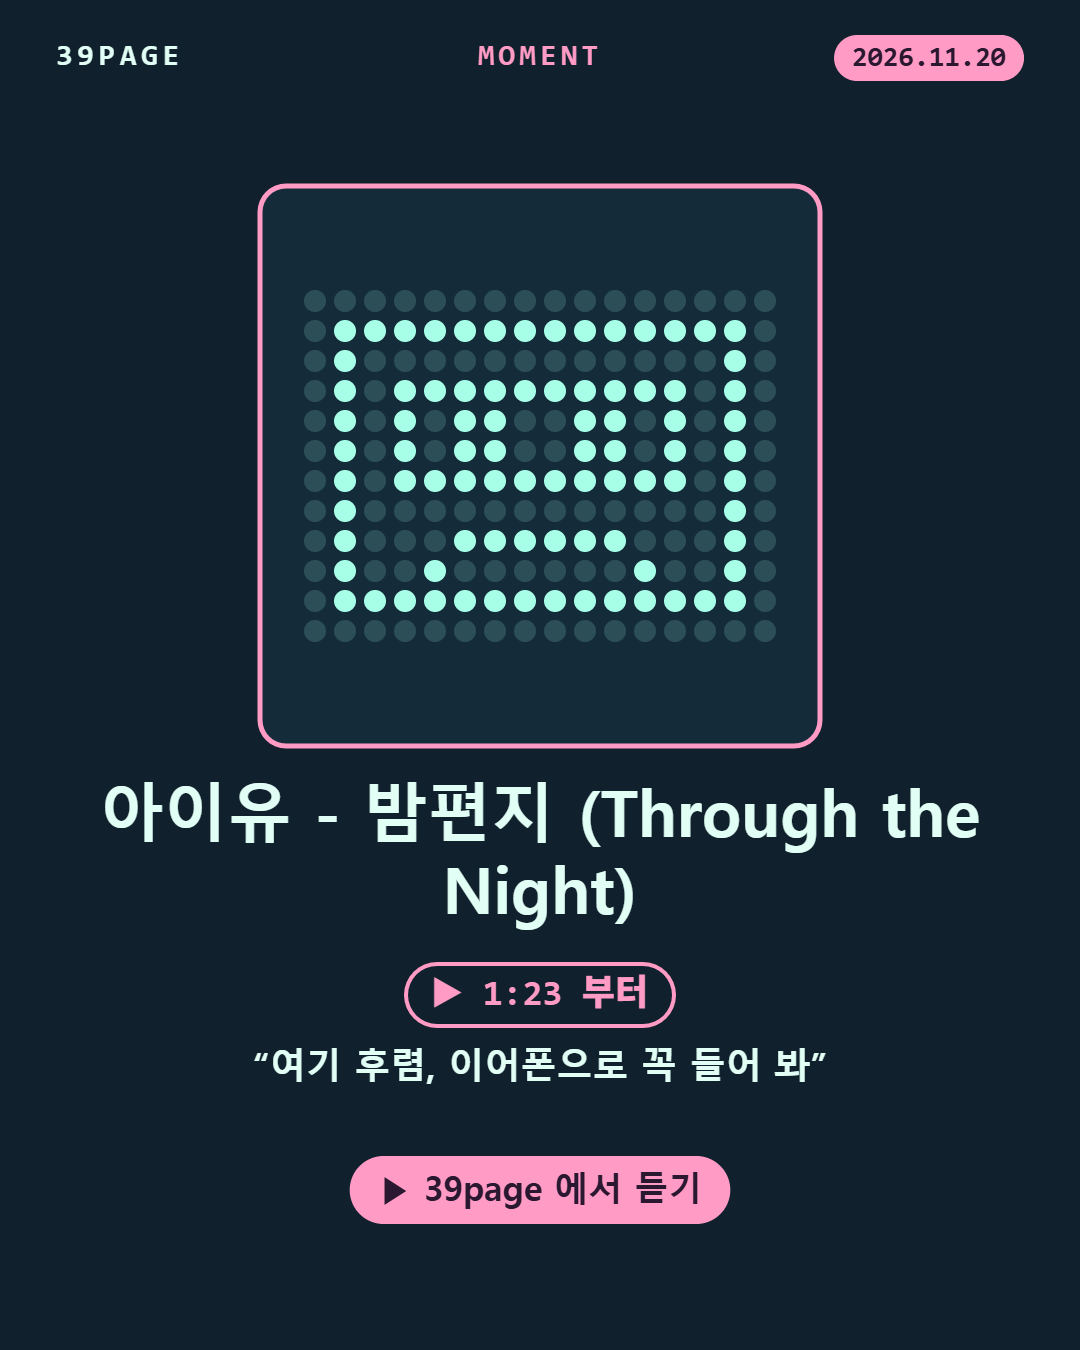 39PAGE
MOMENT
2026.11.20
아이유 - 밤편지 (Through the
Night)
▶ 1:23 부터
“여기 후렴, 이어폰으로 꼭 들어 봐”
▶ 39page 에서 듣기